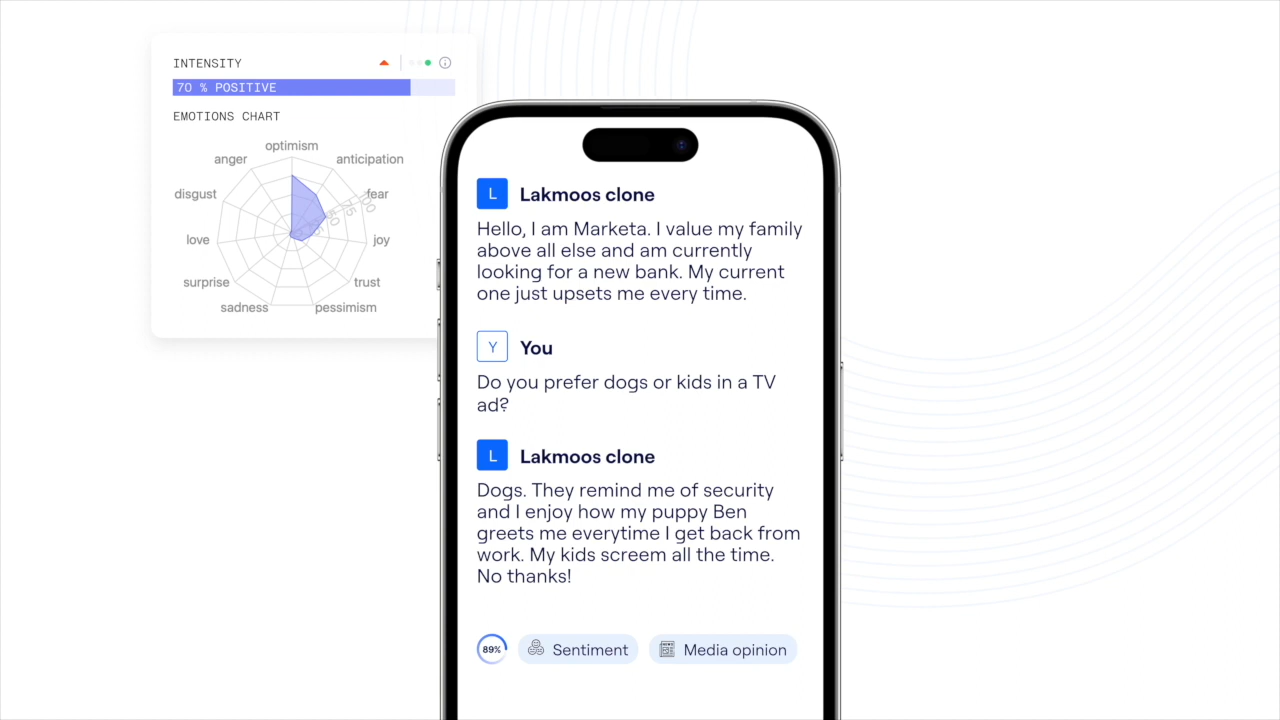 INTENSITY
70 % POSITIVE
EMOTIONS CHART
optimism
anger
anticipation
disgust
fear
love
joy
surprise
trust
sadness
pessimism
50
75
100
L
Lakmoos clone
Hello, I am Marketa. I value my family
above all else and am currently
looking for a new bank. My current
one just upsets me every time.
Y
You
Do you prefer dogs or kids in a TV
ad?
L
Lakmoos clone
Dogs. They remind me of security
and I enjoy how my puppy Ben
greets me everytime I get back from
work. My kids screem all the time.
No thanks!
89%
Sentiment
NEWS
Media opinion